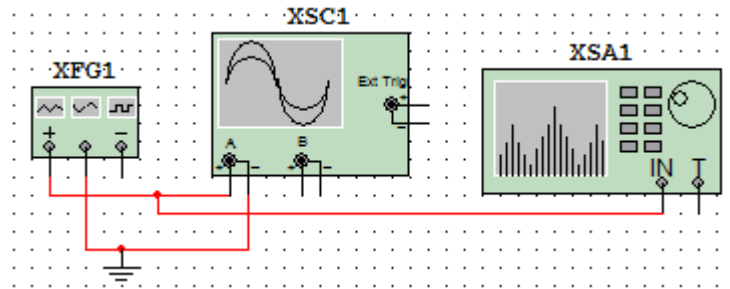 XSC1
XSA1
XFG1
Ext Trig
+
−
+ −
A B
+ − + −
IN T